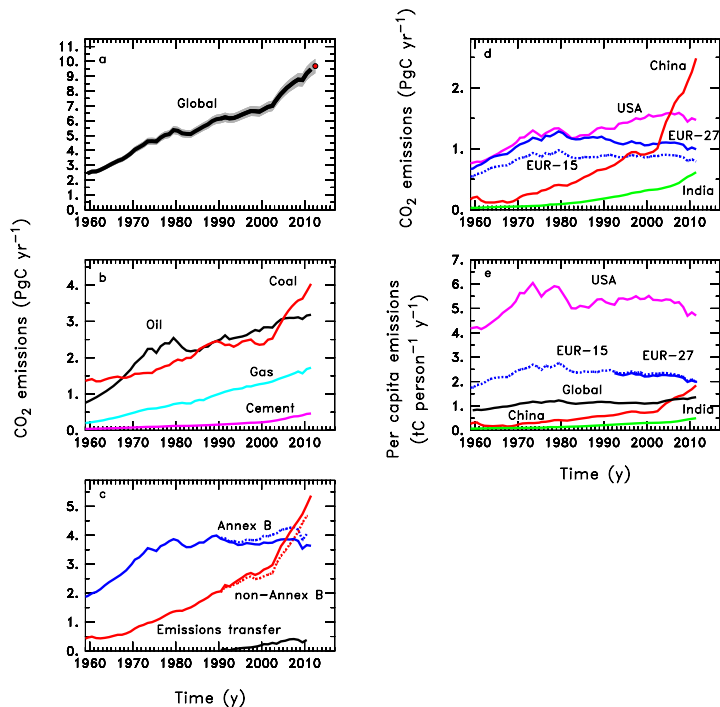 a
11.
10.
9.
8.
7.
6.
5.
4.
3.
2.
1.
0.
Global
1960 1970 1980 1990 2000 2010
b
4.
3.
2.
1.
0.
Coal
Oil
Gas
Cement
1960 1970 1980 1990 2000 2010
CO2 emissions (PgC yr−1)
c
5.
4.
3.
2.
1.
0.
Annex B
non−Annex B
Emissions transfer
1960 1970 1980 1990 2000 2010
Time (y)
d
2.
1.
0.
CO2 emissions (PgC yr−1)
China
USA
EUR−27
EUR−15
India
1960 1970 1980 1990 2000 2010
e
7.
6.
5.
4.
3.
2.
1.
0.
Per capita emissions
(tC person−1 y−1)
USA
EUR−15
EUR−27
Global
China
India
1960 1970 1980 1990 2000 2010
Time (y)